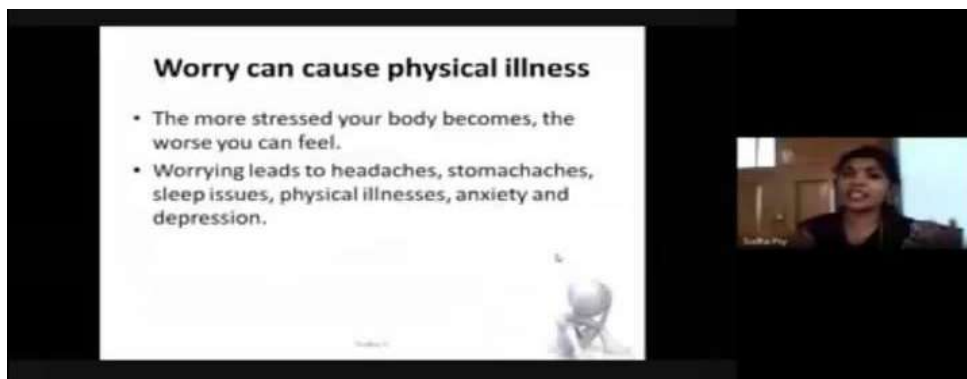 Worry can cause physical illness
• The more stressed your body becomes, the
worse you can feel.
• Worrying leads to headaches, stomachaches,
sleep issues, physical illnesses, anxiety and
depression.